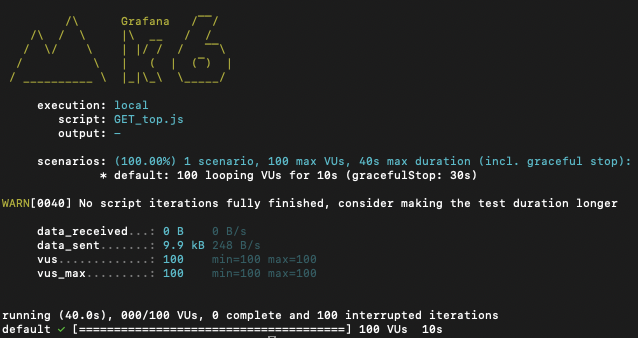 Grafana
execution: local
script: GET_top.js
output: -
scenarios: (100.00%) 1 scenario, 100 max VUs, 40s max duration (incl. graceful stop):
* default: 100 looping VUs for 10s (gracefulStop: 30s)
WARN[0040] No script iterations fully finished, consider making the test duration longer
data_received...: 0 B 0 B/s
data_sent.......: 9.9 kB 248 B/s
vus.............: 100 min=100 max=100
vus_max.........: 100 min=100 max=100
running (40.0s), 000/100 VUs, 0 complete and 100 interrupted iterations
default ✓ [======================================] 100 VUs 10s